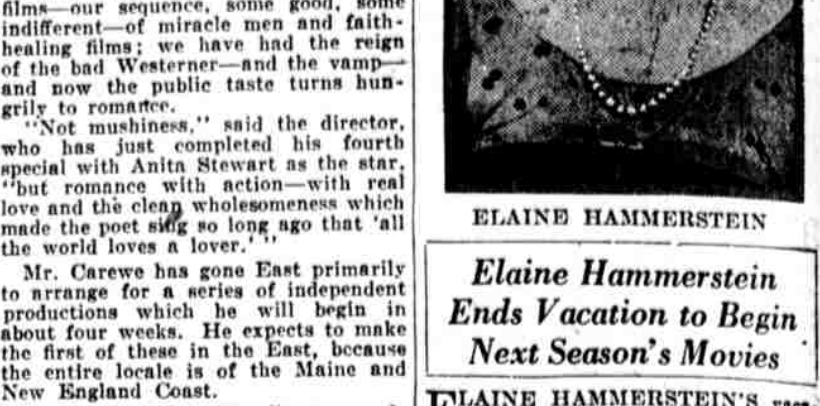 films—our sequence, some good, some
indifferent—of miracle men and faith-
healing films; we have had the reign
of the bad Westerner—and the vamp—
and now the public taste turns hun-
grily to romance.
"Not mushiness," said the director,
who has just completed his fourth
special with Anita Stewart as the star,
"but romance with action—with real
love and the clean wholesomeness which
made the poet sing so long ago that 'all
the world loves a lover.' "
Mr. Carewe has gone East primarily
to arrange for a series of independent
productions which he will begin in
about four weeks. He expects to make
the first of these in the East, because
the entire locale is of the Maine and
New England Coast.
ELAINE HAMMERSTEIN
Elaine Hammerstein
Ends Vacation to Begin
Next Season's Movies
ELAINE HAMMERSTEIN'S